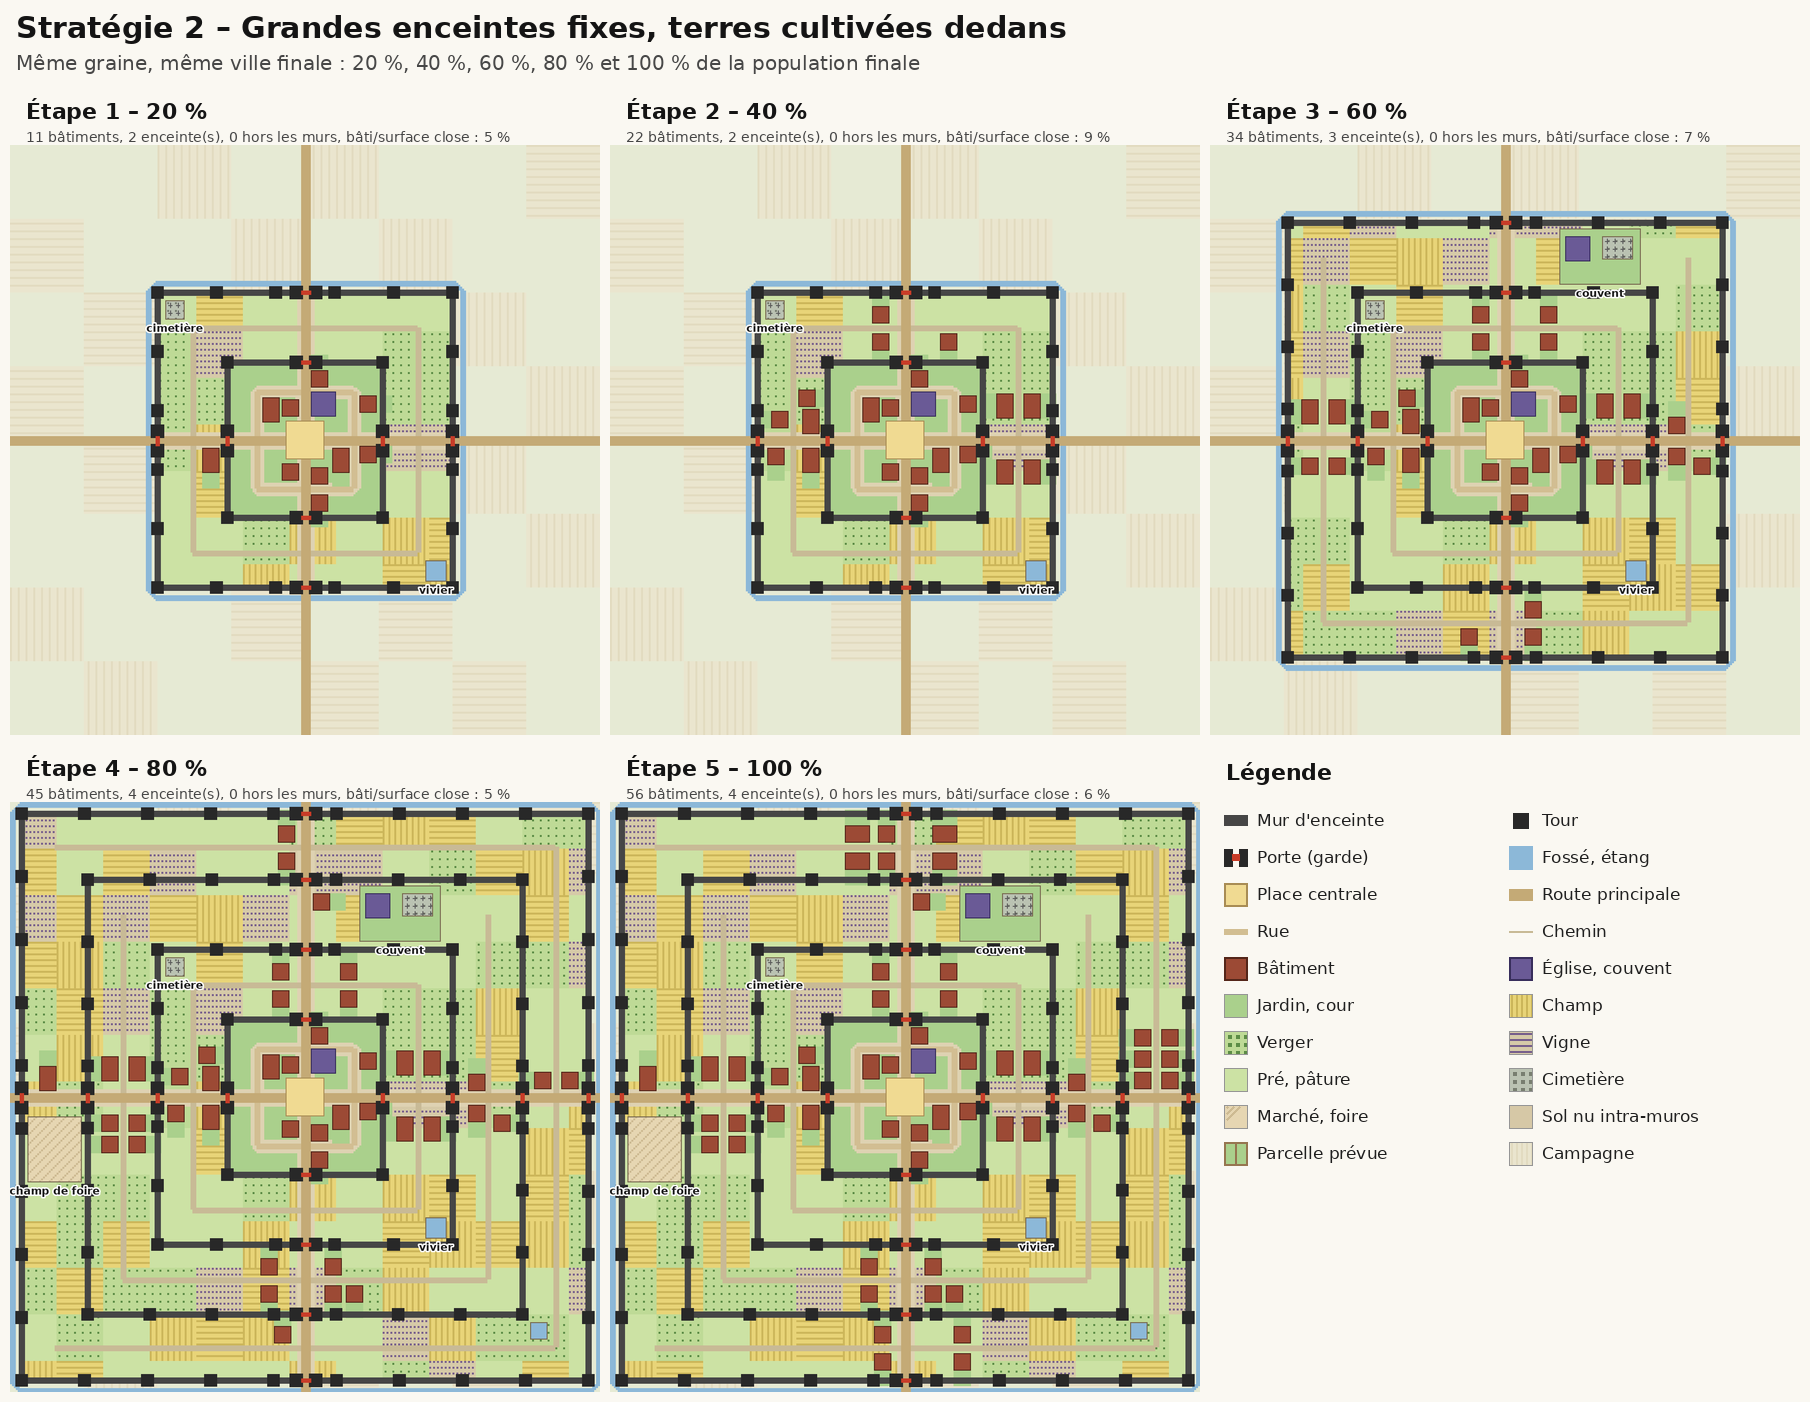 Stratégie 2 – Grandes enceintes fixes, terres cultivées dedans
Même graine, même ville finale : 20 %, 40 %, 60 %, 80 % et 100 % de la population finale
Étape 1 – 20 %
11 bâtiments, 2 enceinte(s), 0 hors les murs, bâti/surface close : 5 %
cimetière
vivier
Étape 2 – 40 %
22 bâtiments, 2 enceinte(s), 0 hors les murs, bâti/surface close : 9 %
cimetière
vivier
Étape 3 – 60 %
34 bâtiments, 3 enceinte(s), 0 hors les murs, bâti/surface close : 7 %
couvent
cimetière
vivier
Étape 4 – 80 %
45 bâtiments, 4 enceinte(s), 0 hors les murs, bâti/surface close : 5 %
couvent
cimetière
champ de foire
vivier
Étape 5 – 100 %
56 bâtiments, 4 enceinte(s), 0 hors les murs, bâti/surface close : 6 %
couvent
cimetière
champ de foire
vivier
Légende
Mur d'enceinte
Porte (garde)
Place centrale
Rue
Bâtiment
Jardin, cour
Verger
Pré, pâture
Marché, foire
Parcelle prévue
Tour
Fossé, étang
Route principale
Chemin
Église, couvent
Champ
Vigne
Cimetière
Sol nu intra-muros
Campagne